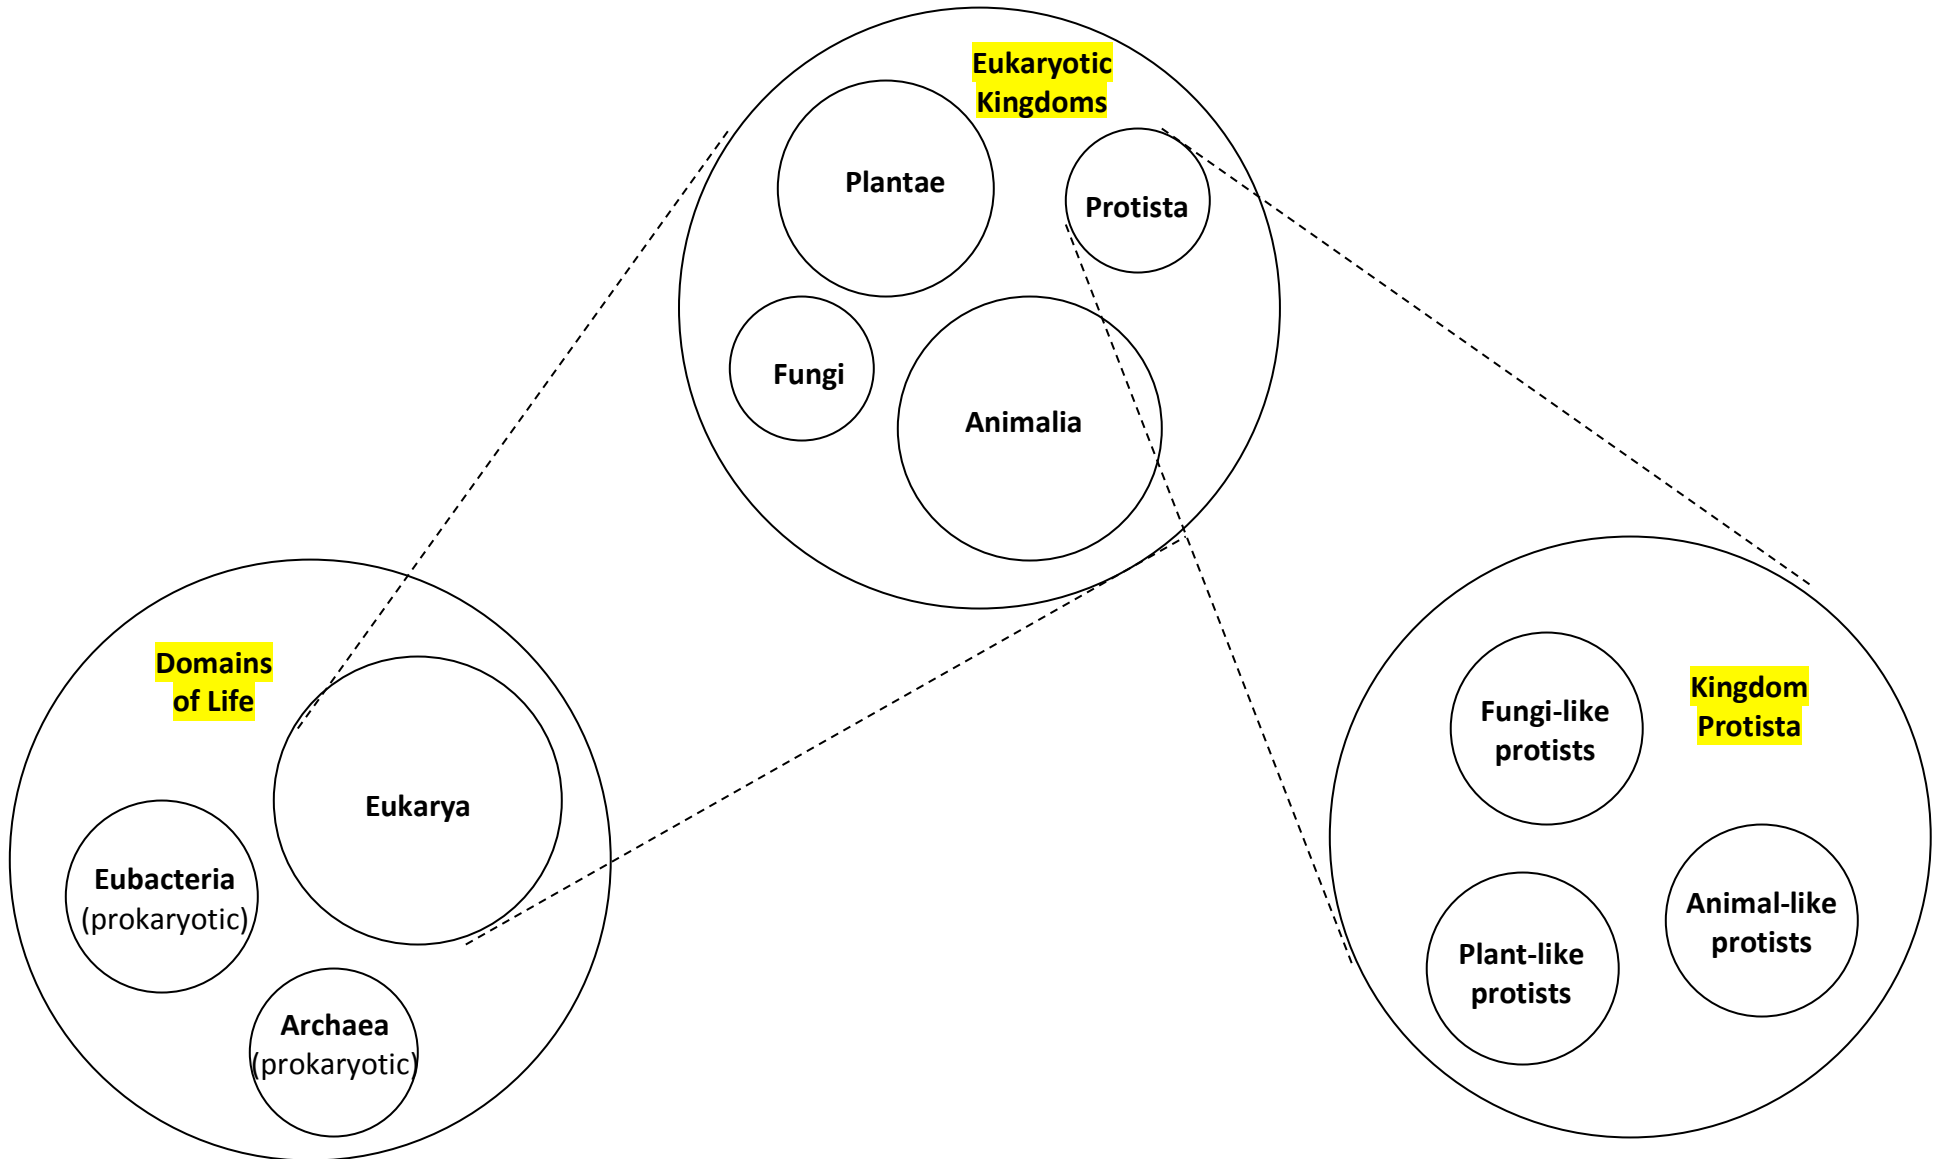 Eukaryotic
Kingdoms
Plantae
Protista
Fungi
Animalia
Domains
of Life
Eukarya
Eubacteria
(prokaryotic)
Archaea
(prokaryotic)
Kingdom
Protista
Fungi-like
protists
Animal-like
protists
Plant-like
protists